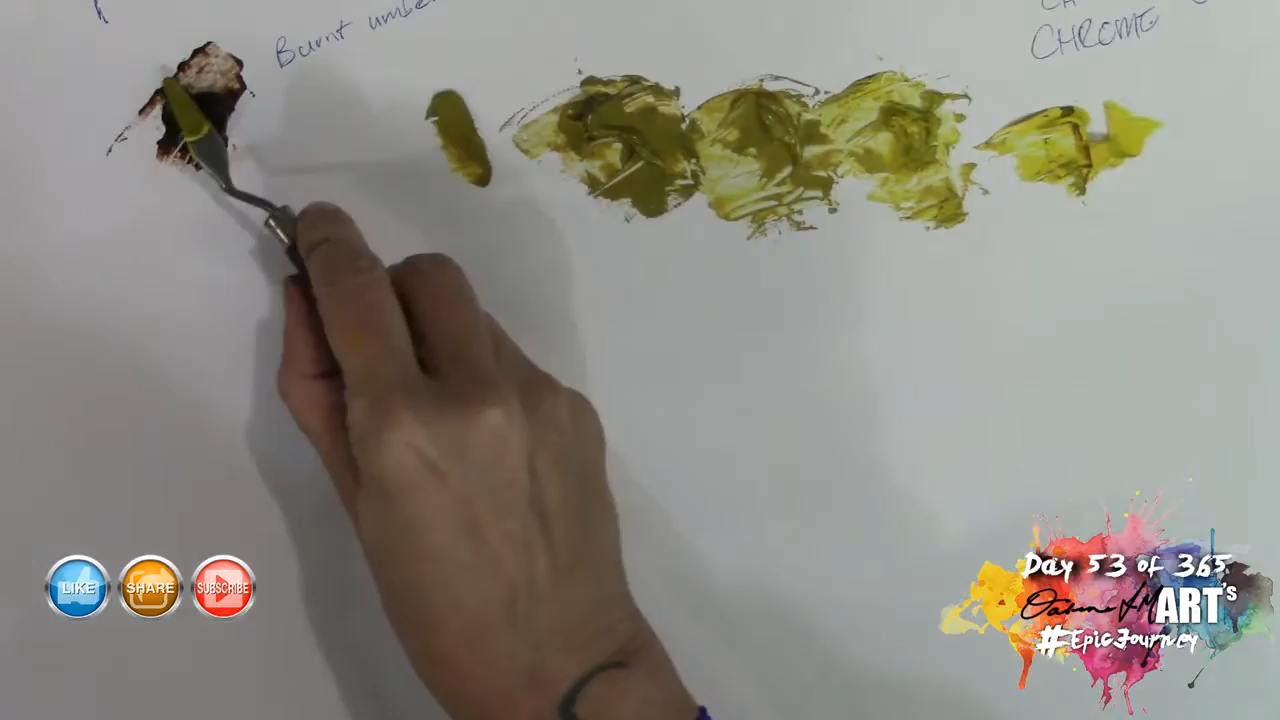 Burnt umbe
CHROME
LIKE
SHARE
SUBSCRIBE
Day 53 of 365
ART's
#EpicJourney